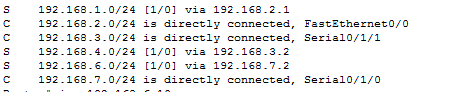 S 192.168.1.0/24 [1/0] via 192.168.2.1
C 192.168.2.0/24 is directly connected, FastEthernet0/0
C 192.168.3.0/24 is directly connected, Serial0/1/1
S 192.168.4.0/24 [1/0] via 192.168.3.2
S 192.168.6.0/24 [1/0] via 192.168.7.2
C 192.168.7.0/24 is directly connected, Serial0/1/0